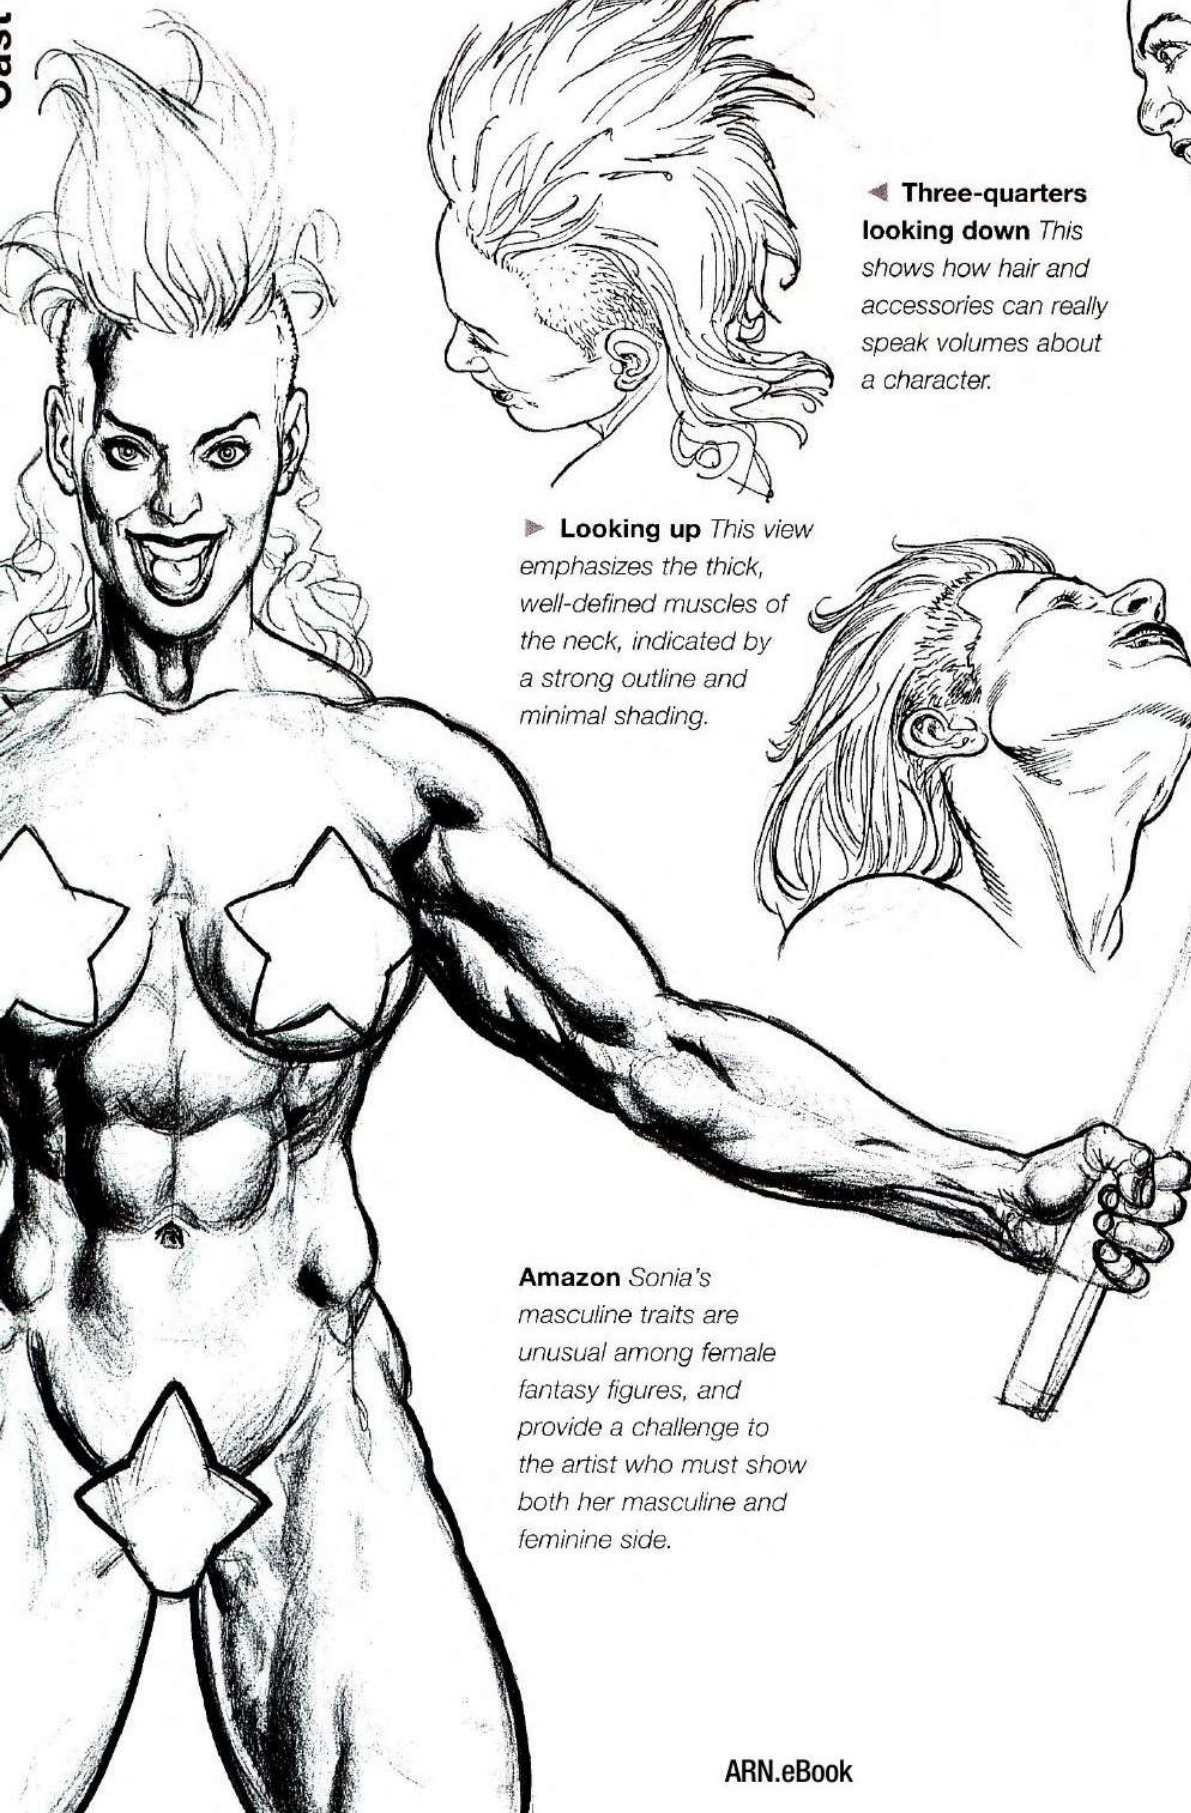 Cast
Three-quarters
looking down This
shows how hair and
accessories can really
speak volumes about
a character.
Looking up This view
emphasizes the thick,
well-defined muscles of
the neck, indicated by
a strong outline and
minimal shading.
Amazon Sonia's
masculine traits are
unusual among female
fantasy figures, and
provide a challenge to
the artist who must show
both her masculine and
feminine side.
ARN.eBook